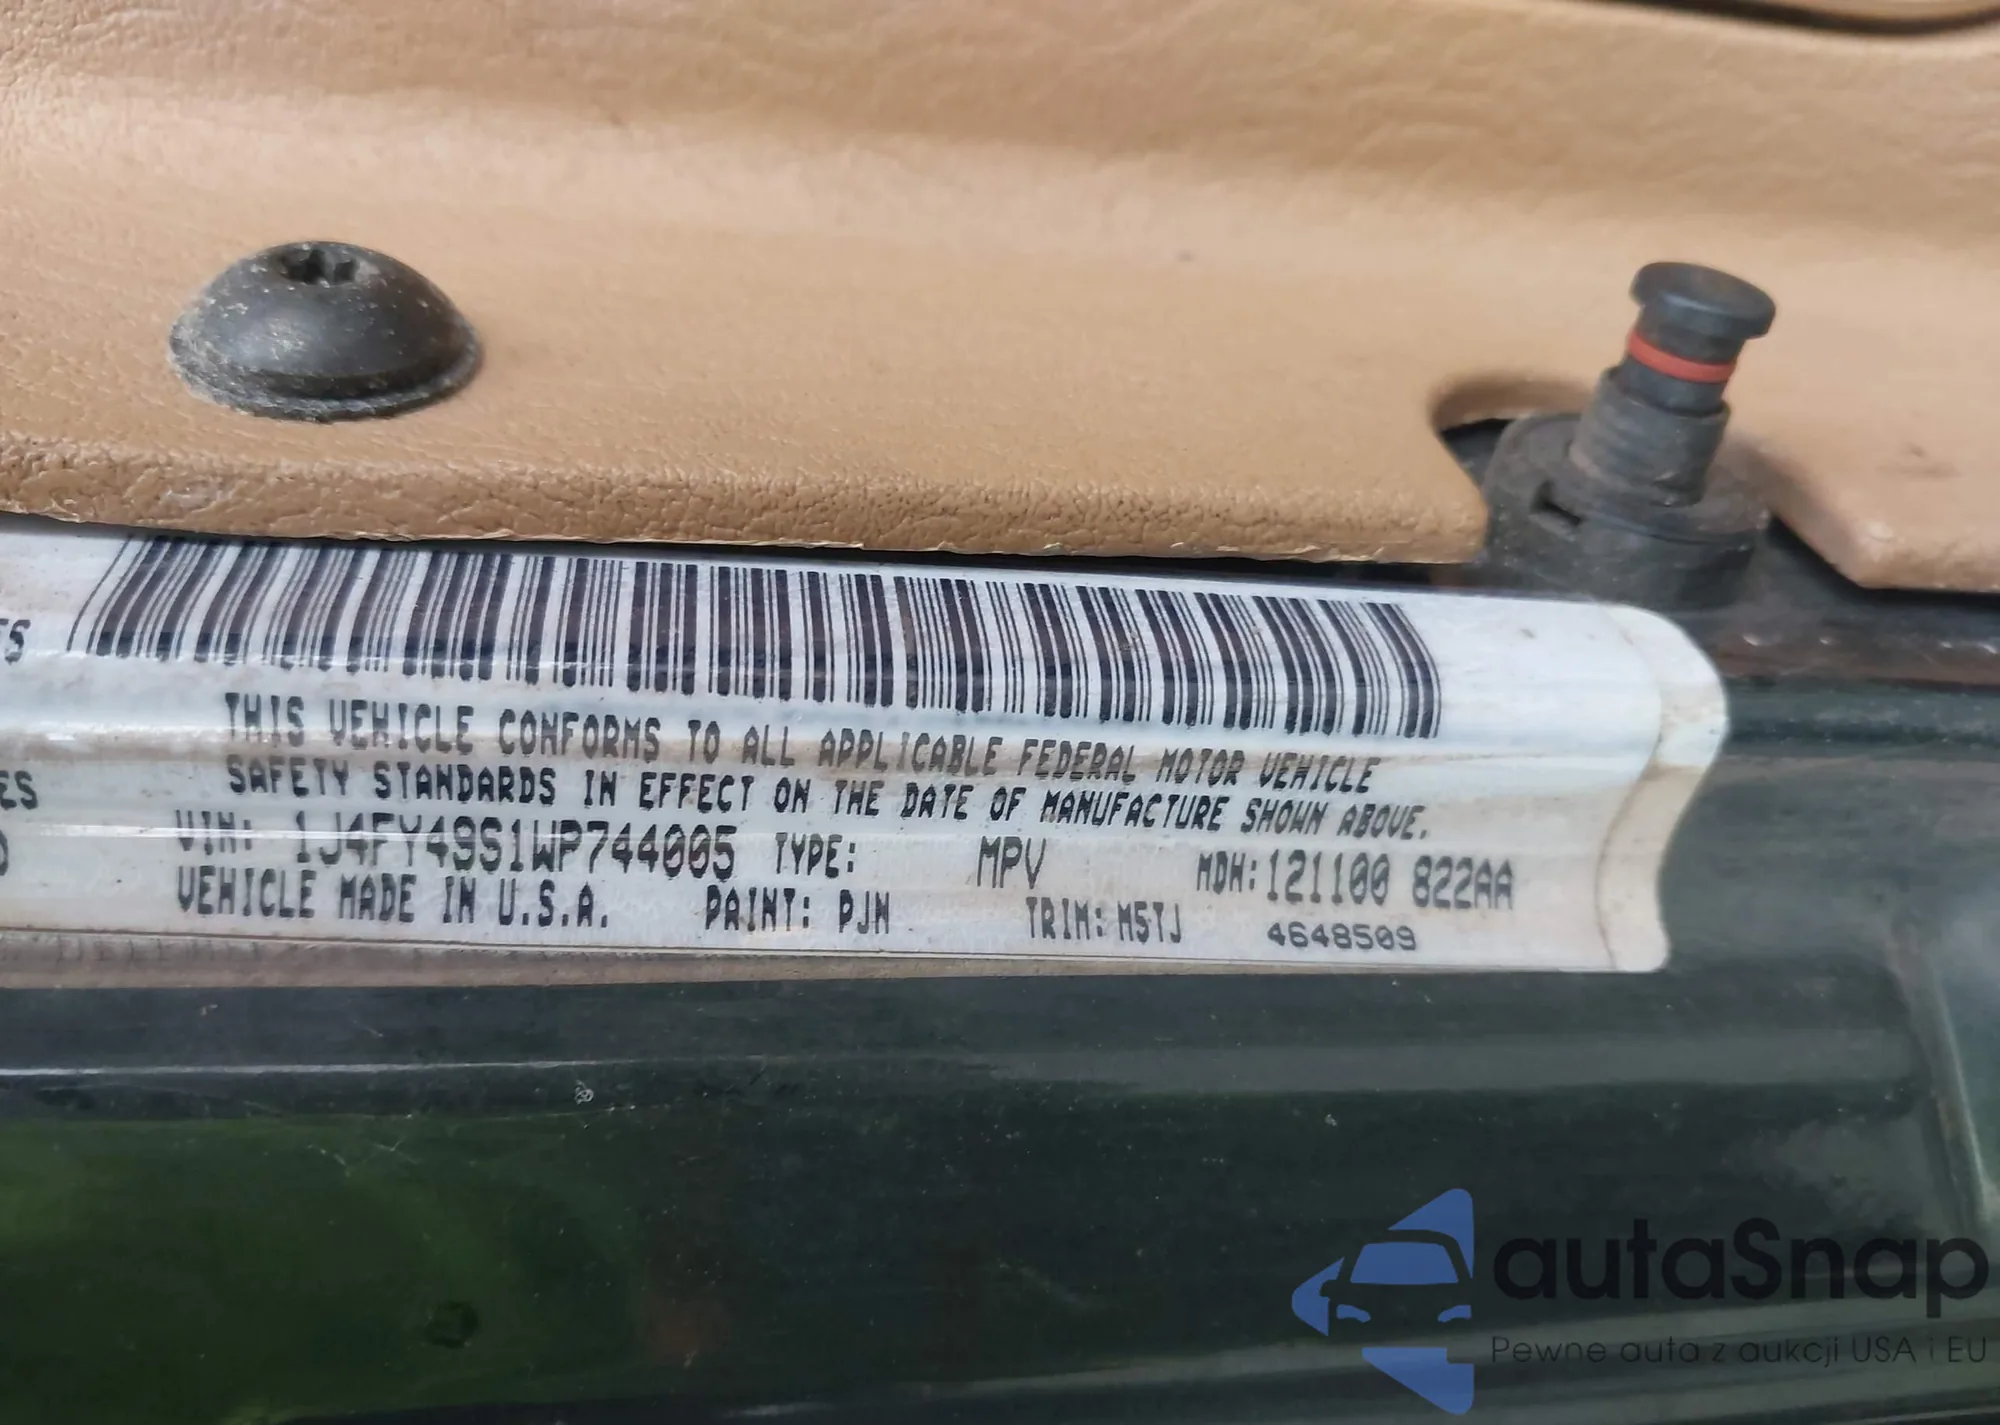 THIS VEHICLE CONFORMS TO ALL APPLICABLE FEDERAL MOTOR VEHICLE
SAFETY STANDARDS IN EFFECT ON THE DATE OF MANUFACTURE SHOWN ABOVE.
VIN: 1J4FY49S1WP744005 TYPE: MPV MDH: 121100 822AA
VEHICLE MADE IN U.S.A. PAINT: PJN TRIM: M5TJ 4648509
autaSnap
Pewne auta z aukcji USA i EU